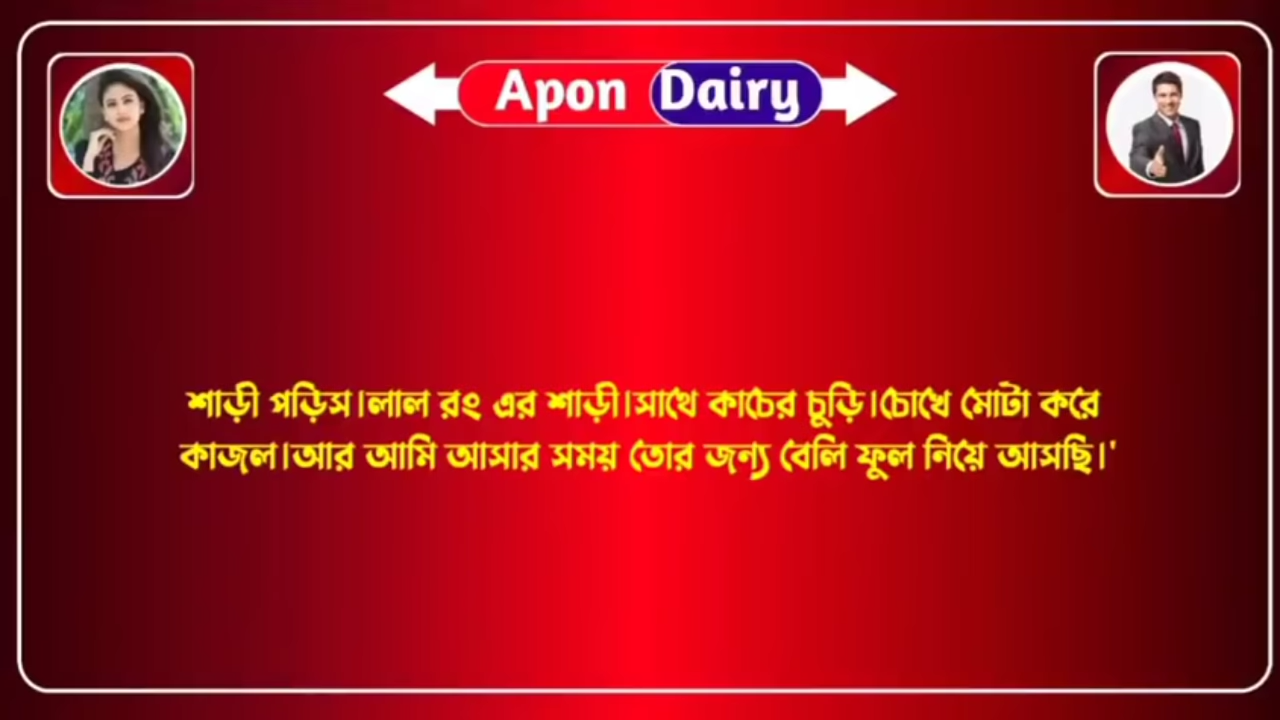 Apon Dairy
শাড়ী পড়িস।লাল রং এর শাড়ী।সাথে কাচের চুড়ি।চোখে মোটা করে
কাজল।আর আমি আসার সময় তোর জন্য বেলি ফুল নিয়ে আসছি।'